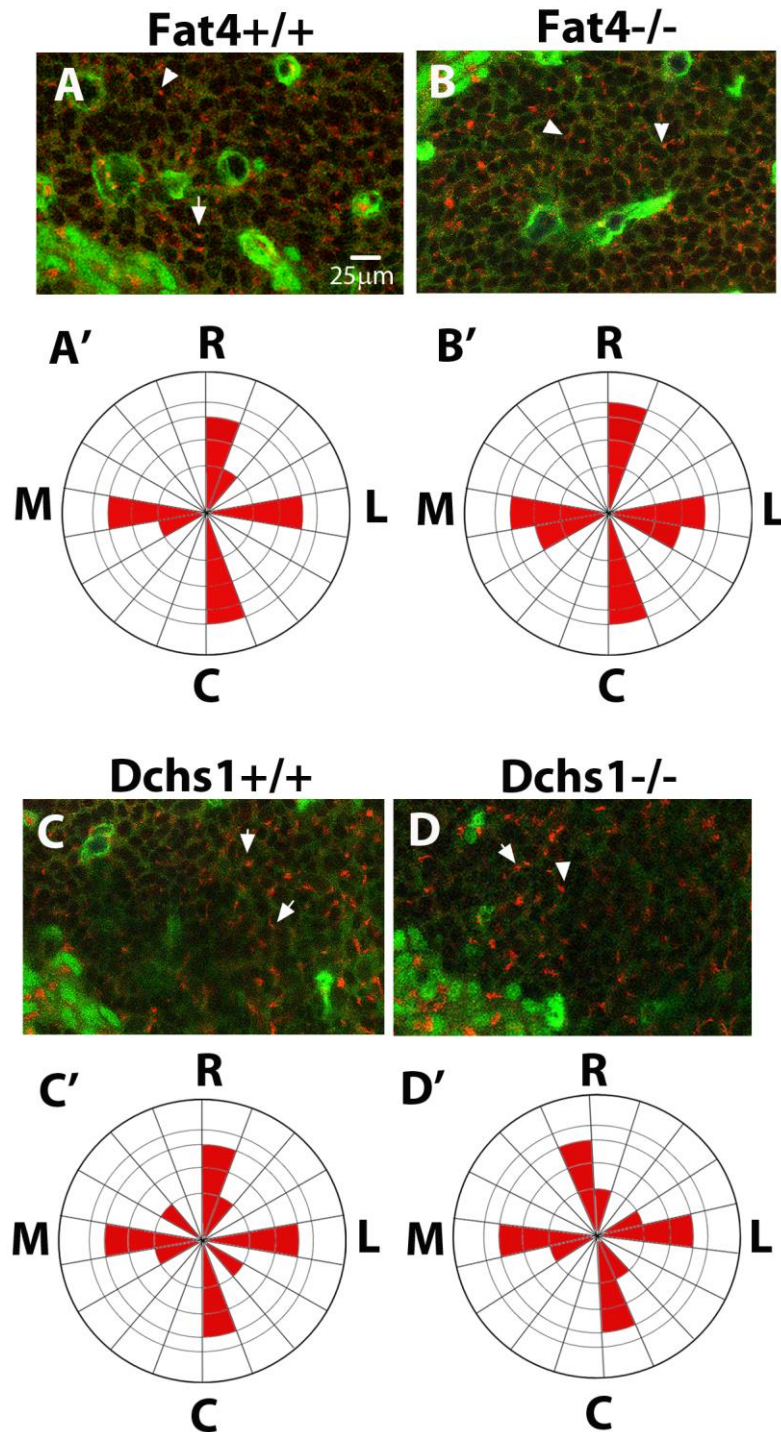 Fat4+/+ Fat4-/-
A B
25μm
A' R B' R
M L M L
C C
Dchs1+/+ Dchs1-/-
C D
C' R D' R
M L M L
C C